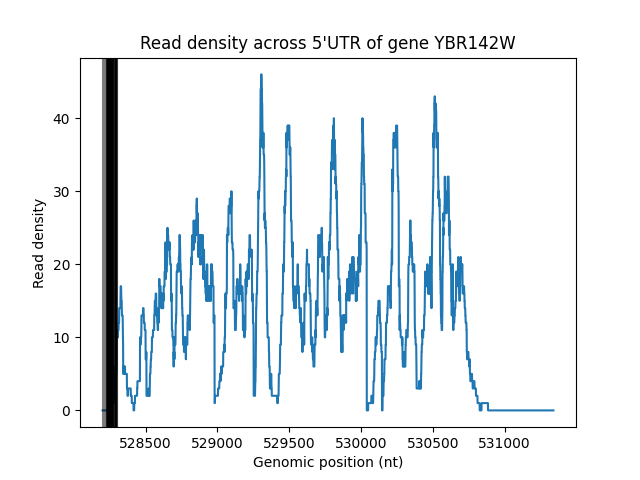 Read density across 5'UTR of gene YBR142W
40
30
20
10
0
Read density
528500 529000 529500 530000 530500 531000
Genomic position (nt)